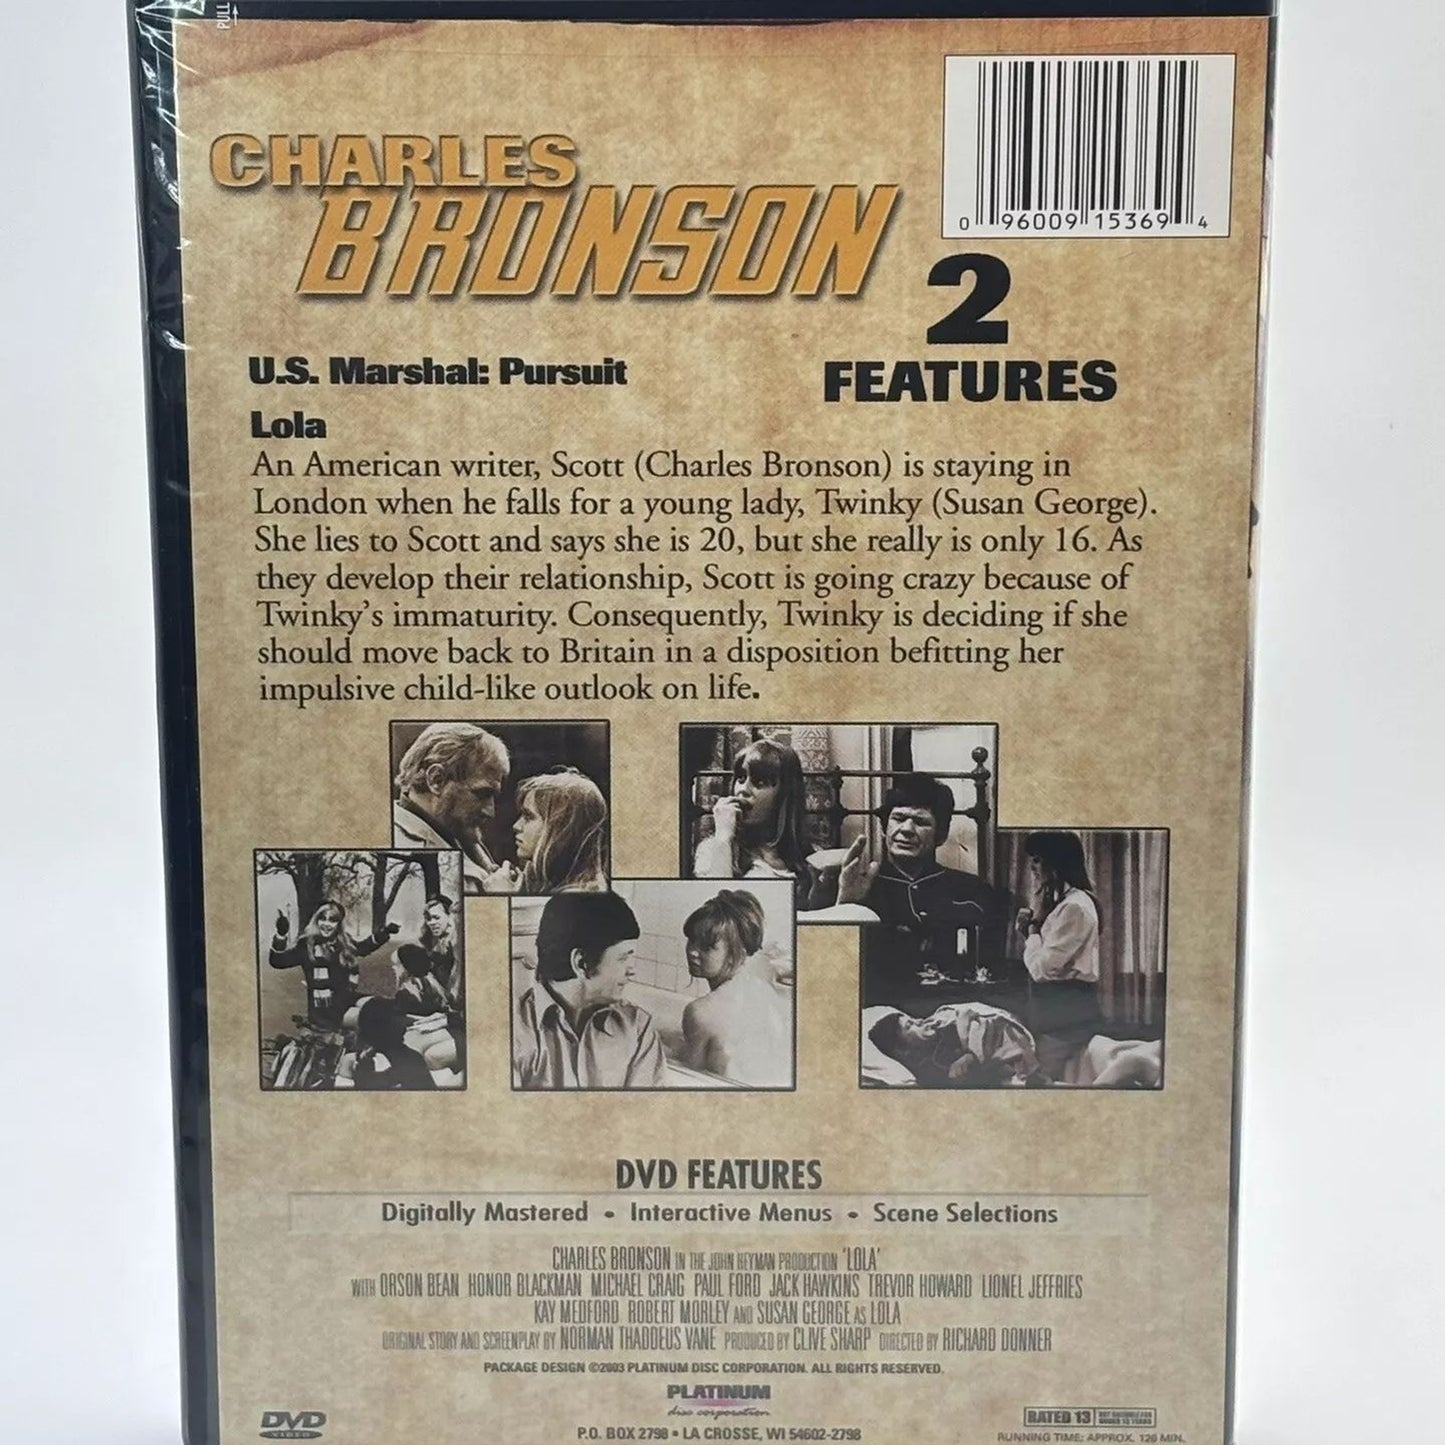 PULL
0 96009 15369 4
CHARLES
BRONSON
2
FEATURES
U.S. Marshal: Pursuit
Lola
An American writer, Scott (Charles Bronson) is staying in
London when he falls for a young lady, Twinky (Susan George).
She lies to Scott and says she is 20, but she really is only 16. As
they develop their relationship, Scott is going crazy because of
Twinky's immaturity. Consequently, Twinky is deciding if she
should move back to Britain in a disposition befitting her
impulsive child-like outlook on life.
DVD FEATURES
Digitally Mastered • Interactive Menus • Scene Selections
CHARLES BRONSON IN THE JOHN HEYMAN PRODUCTION 'LOLA'
WITH ORSON BEAN HONOR BLACKMAN MICHAEL CRAIG PAUL FORD JACK HAWKINS TREVOR HOWARD LIONEL JEFFRIES
KAY MEDFORD ROBERT MORLEY AND SUSAN GEORGE AS LOLA
ORIGINAL STORY AND SCREENPLAY BY NORMAN THADDEUS VANE PRODUCED BY CLIVE SHARP DIRECTED BY RICHARD DONNER
PACKAGE DESIGN ©2003 PLATINUM DISC CORPORATION. ALL RIGHTS RESERVED.
PLATINUM
disc corporation
P.O. BOX 2798 • LA CROSSE, WI 54602-2798
DVD
VIDEO
RATED 13 NOT SUITABLE FOR
UNDER 13 YEARS
RUNNING TIME: APPROX. 126 MIN.